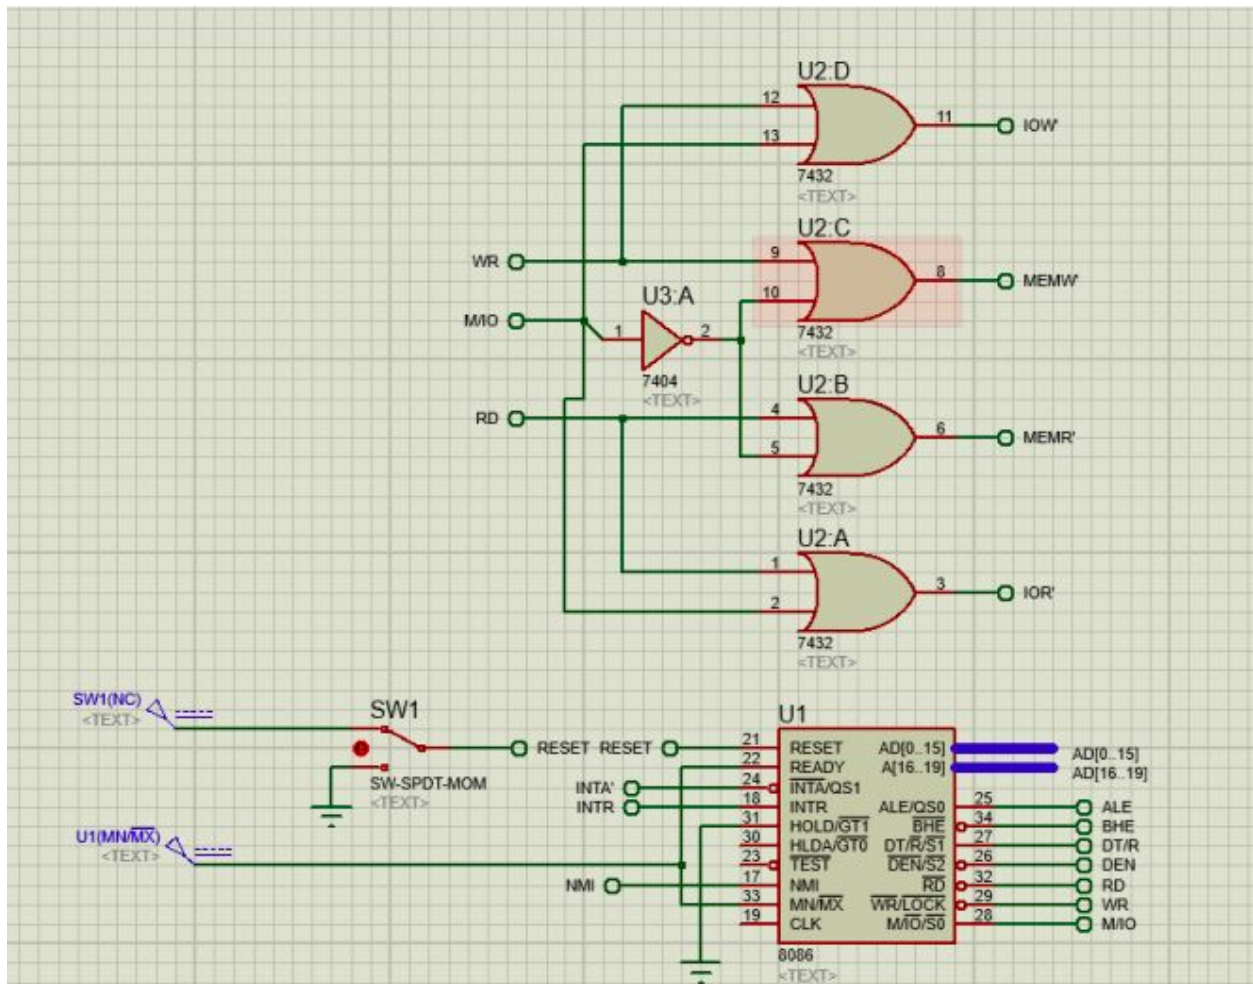 U2:D
12
13
11
IOW'
7432
<TEXT>
U2:C
WR
9
10
8
MEMW'
7432
<TEXT>
U3:A
M/IO
1
2
7404
<TEXT>
U2:B
RD
4
5
6
MEMR'
7432
<TEXT>
U2:A
1
2
3
IOR'
7432
<TEXT>
SW1(NC)
<TEXT>
SW1
SW-SPDT-MOM
<TEXT>
RESET RESET
INTA'
INTR
U1(MN/MX)
<TEXT>
NMI
U1
21 RESET AD[0..15] AD[0..15]
22 READY A[16..19] AD[16..19]
24 INTA/QS1
18 INTR ALE/QS0 25 ALE
31 HOLD/GT1 BHE 34 BHE
30 HLDA/GT0 DT/R/S1 27 DT/R
23 TEST DEN/S2 26 DEN
17 NMI RD 32 RD
33 MN/MX WR/LOCK 29 WR
19 CLK M/IO/S0 28 M/IO
8086
<TEXT>